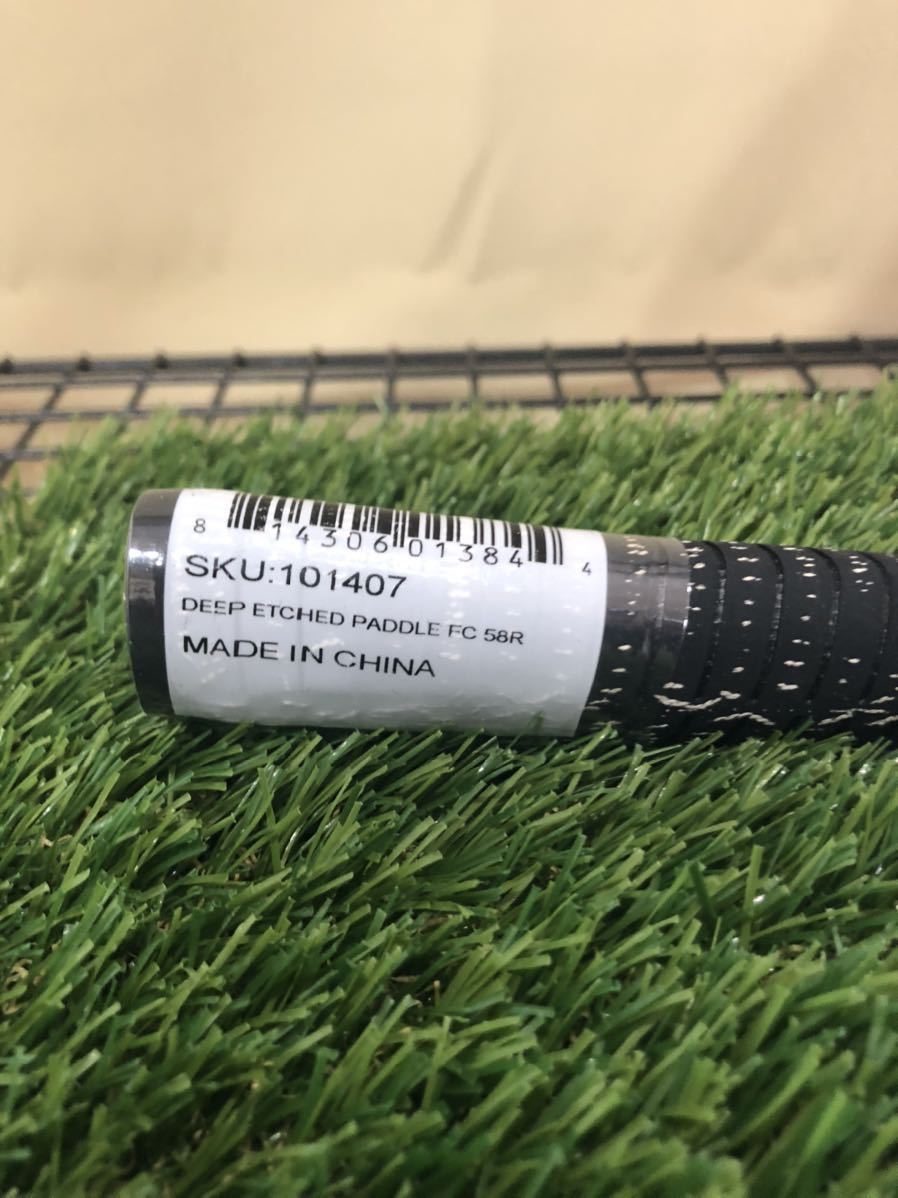 8 14306 01384 4
SKU:101407
DEEP ETCHED PADDLE FC 58R
MADE IN CHINA